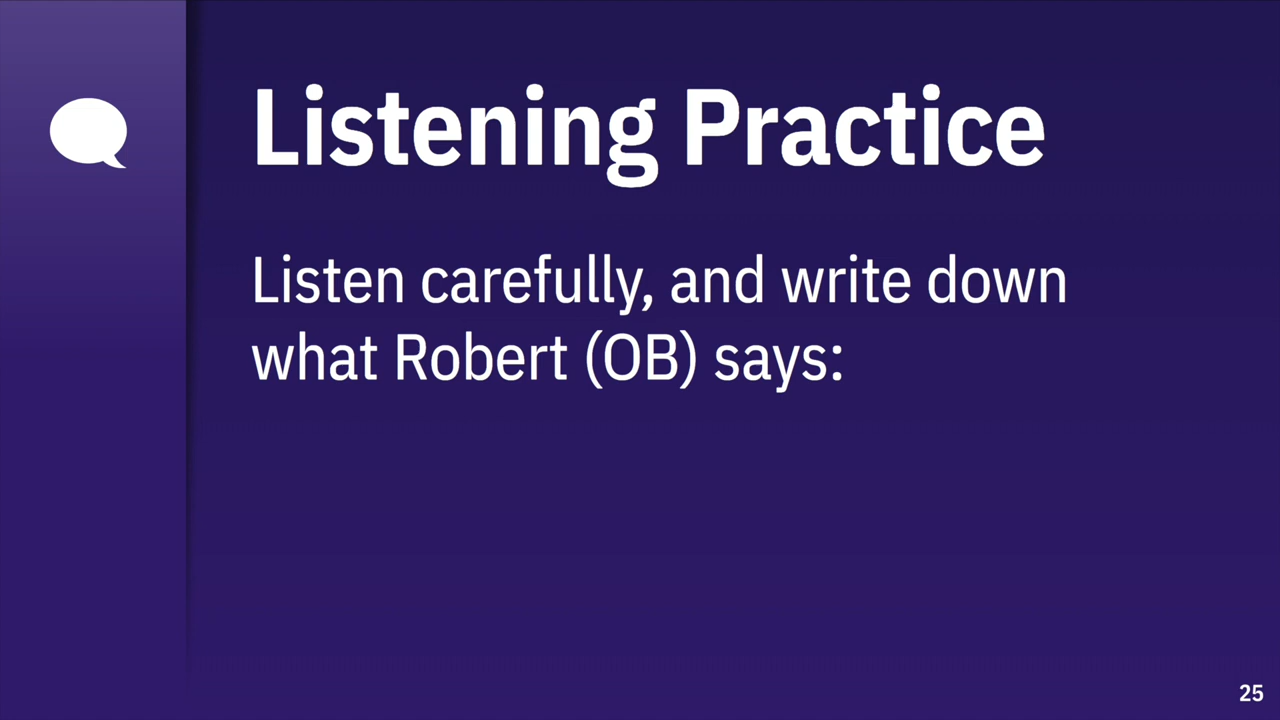 Listening Practice
Listen carefully, and write down
what Robert (OB) says:
25